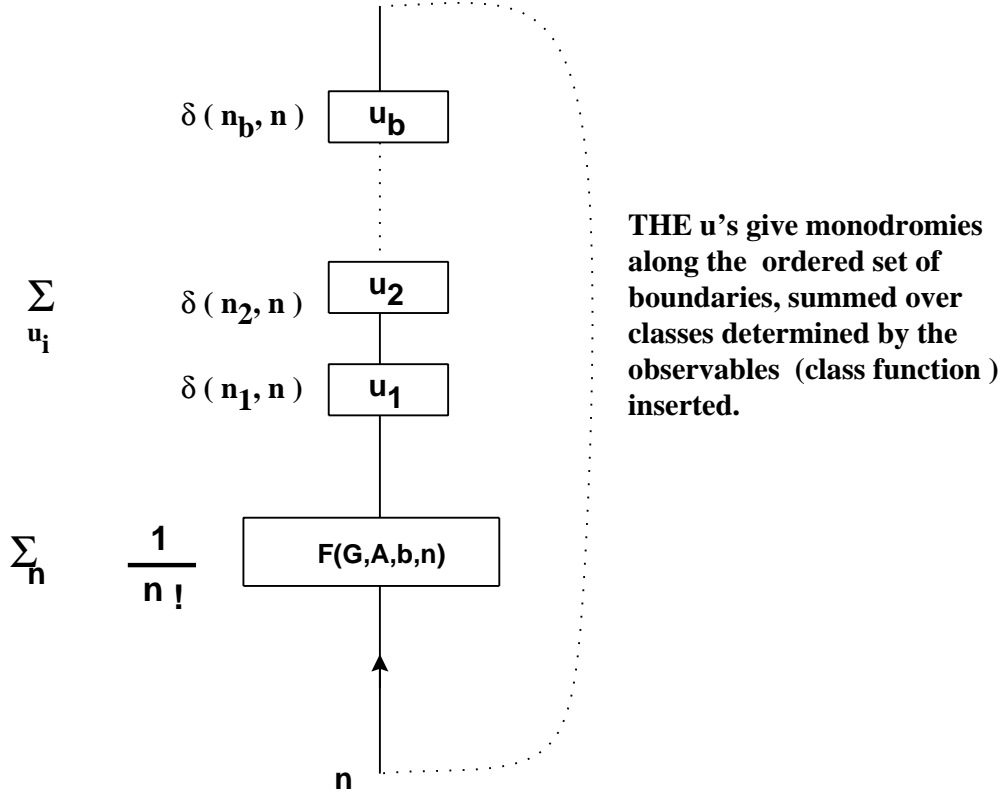 δ ( n_b, n )
u_b
THE u's give monodromies
along the ordered set of
boundaries, summed over
classes determined by the
observables (class function )
inserted.
Σ
u_i
δ ( n_2, n )
u_2
δ ( n_1, n )
u_1
Σ_n
1
n !
F(G,A,b,n)
n